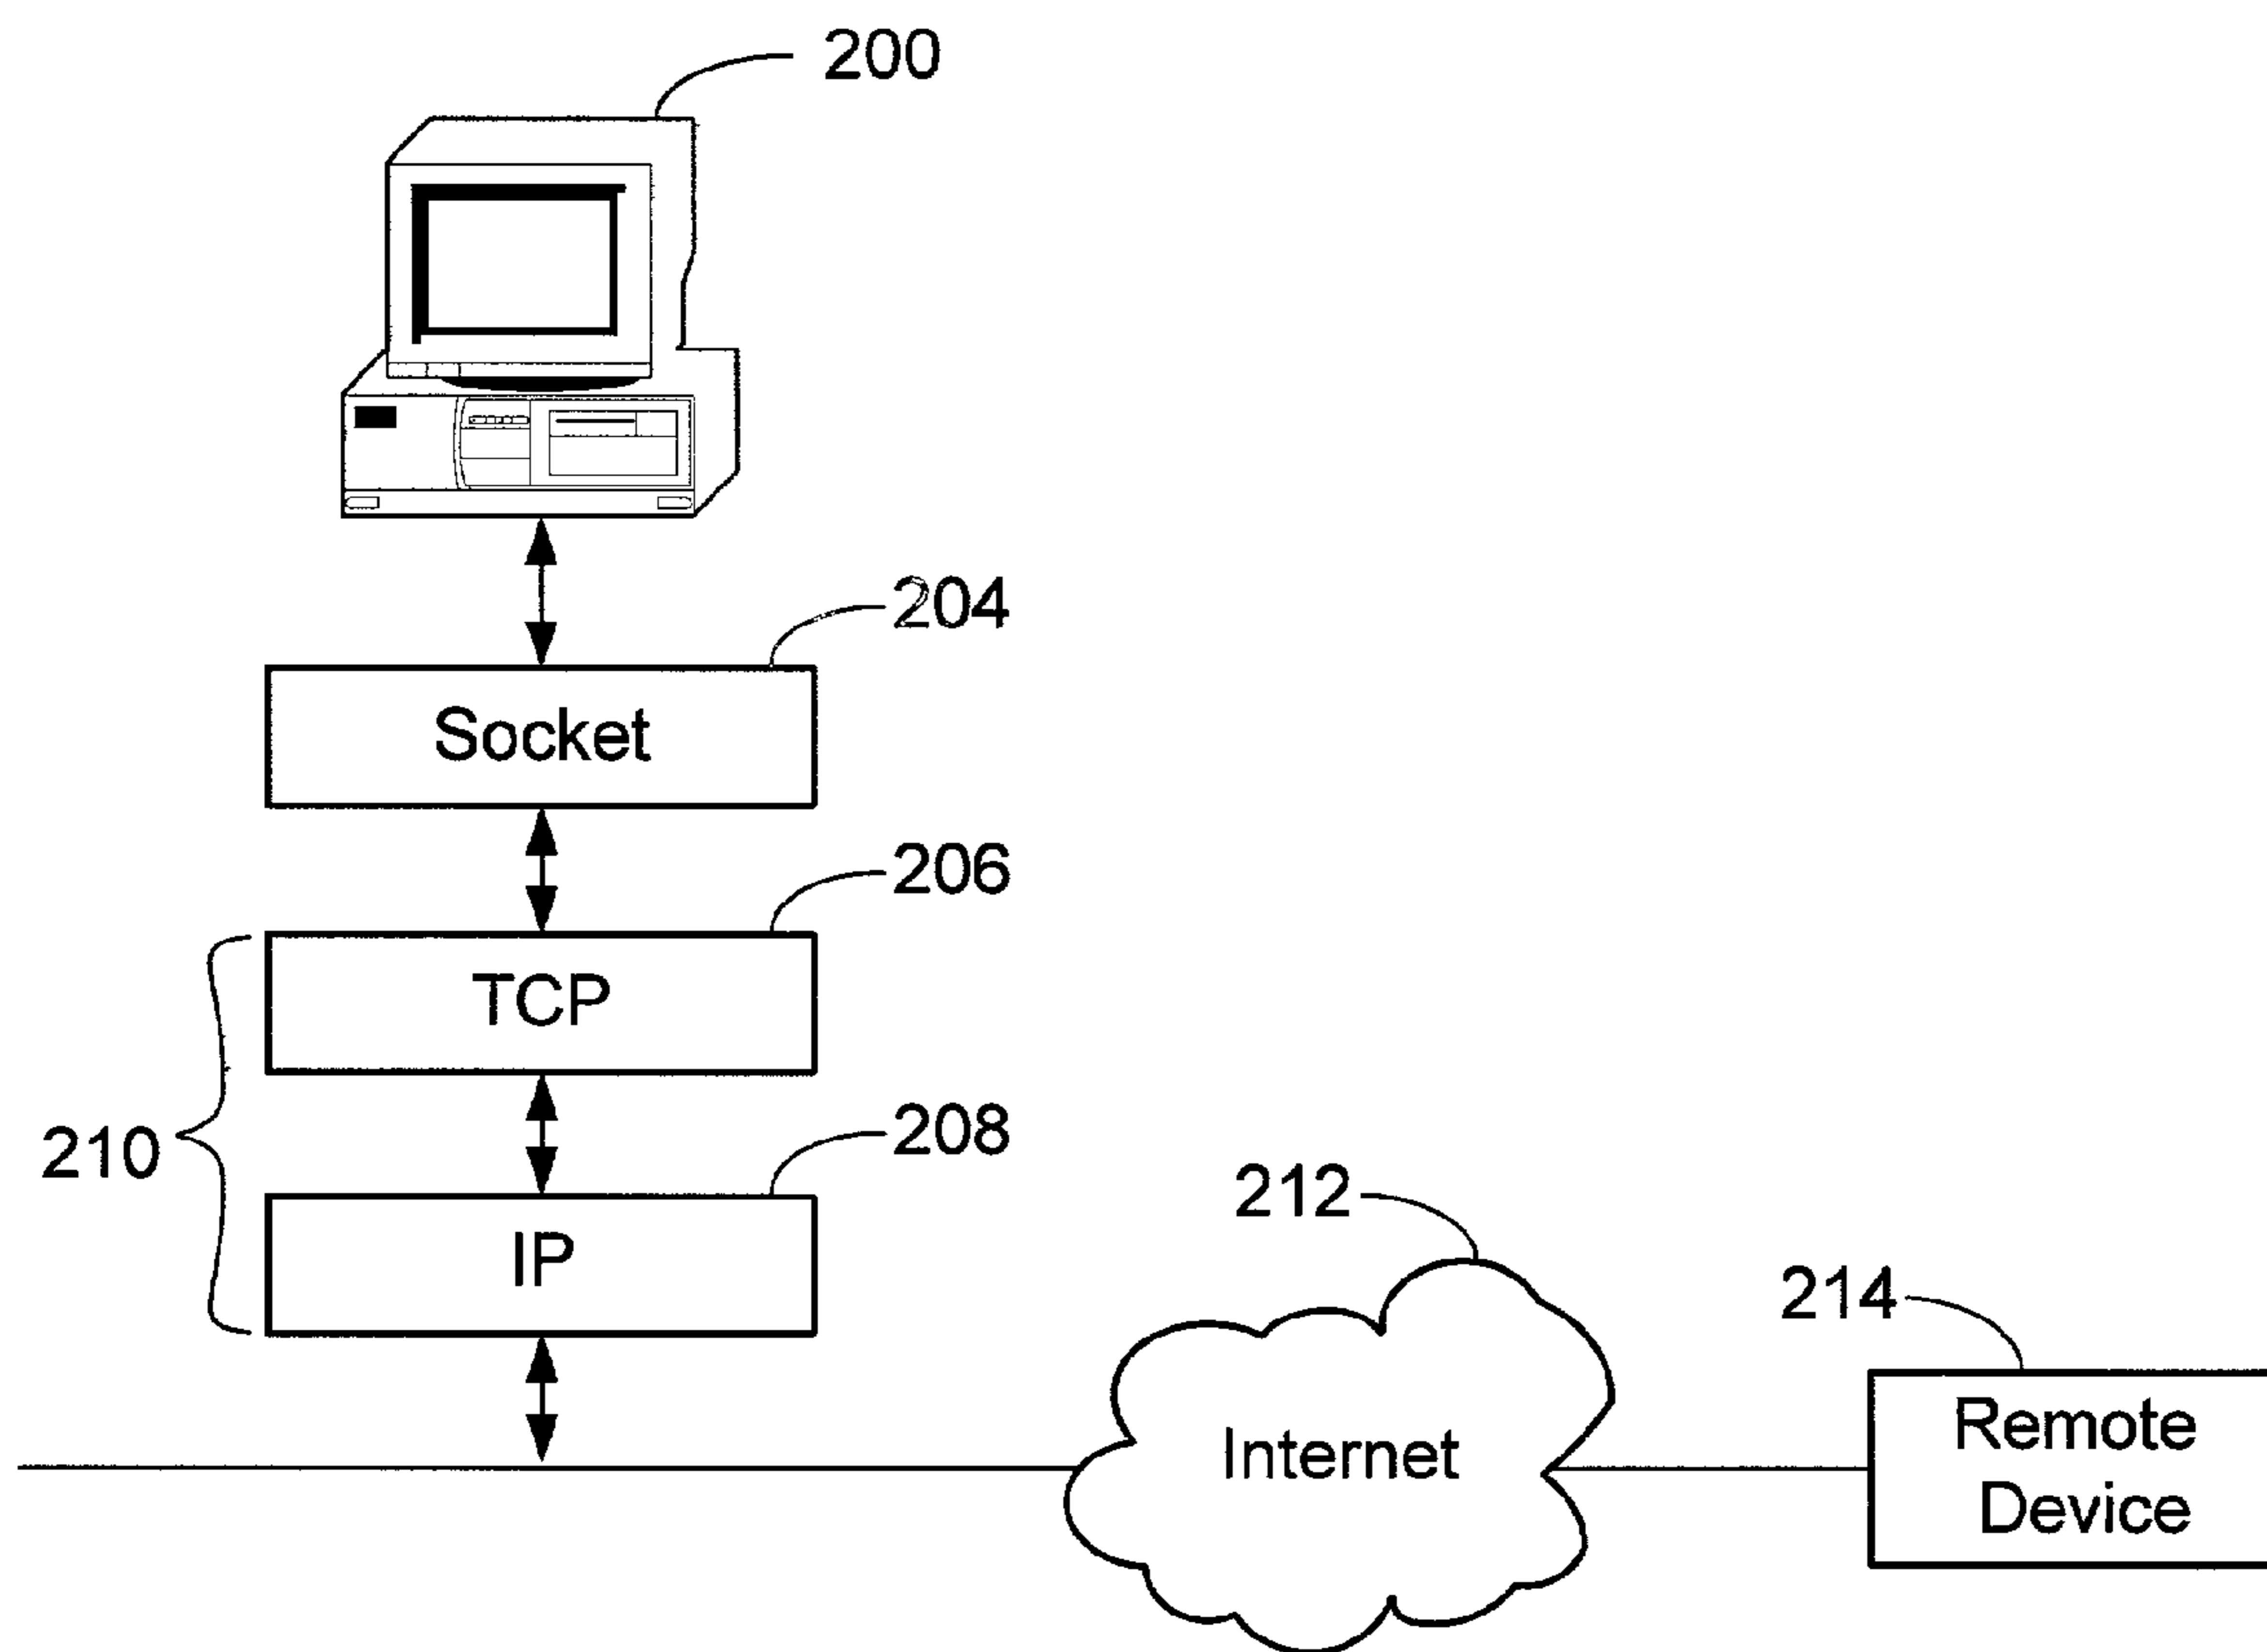 200
204
Socket
206
TCP
210
208
IP
212
214
Internet
Remote
Device